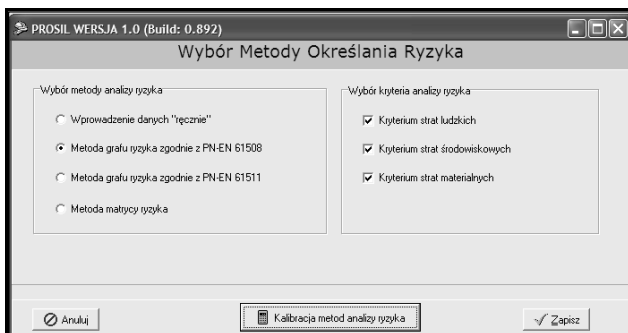 PROSIL WERSJA 1.0 (Build: 0.892)
Wybór Metody Określania Ryzyka
Wybór metody analizy ryzyka
Wprowadzenie danych "ręcznie"
Metoda grafu ryzyka zgodnie z PN-EN 61508
Metoda grafu ryzyka zgodnie z PN-EN 61511
Metoda matrycy ryzyka
Wybór kryteria analizy ryzyka
Kryterium strat ludzkich
Kryterium strat środowiskowych
Kryterium strat materialnych
Anuluj
Kalibracja metod analizy ryzyka
Zapisz